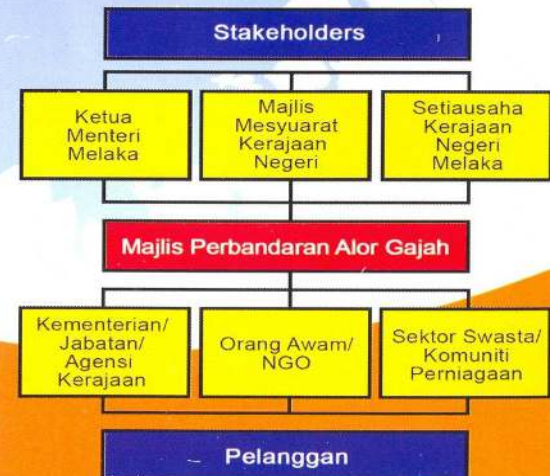 Stakeholders
Ketua
Menteri
Melaka
Majlis
Mesyuarat
Kerajaan
Negeri
Setiausaha
Kerajaan
Negeri
Melaka
Majlis Perbandaran Alor Gajah
Kementerian/
Jabatan/
Agensi
Kerajaan
Orang Awam/
NGO
Sektor Swasta/
Komuniti
Perniagaan
Pelanggan